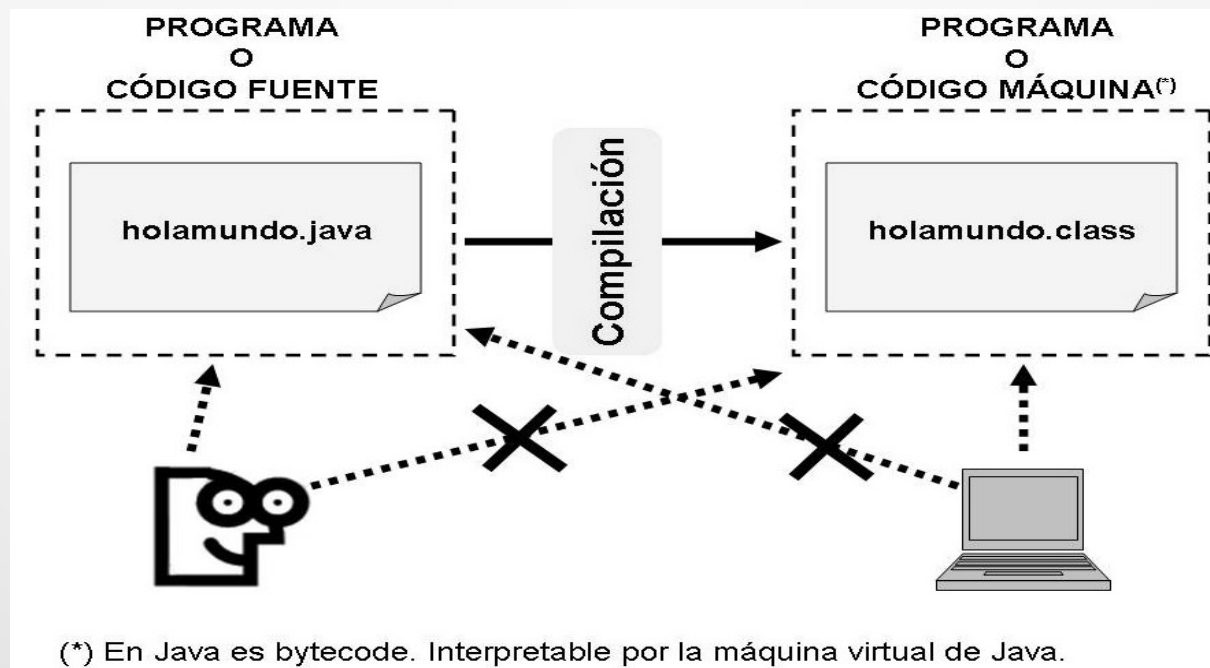 PROGRAMA
O
CÓDIGO FUENTE
holamundo.java
Compilación
PROGRAMA
O
CÓDIGO MÁQUINA(*)
holamundo.class
(*) En Java es bytecode. Interpretable por la máquina virtual de Java.